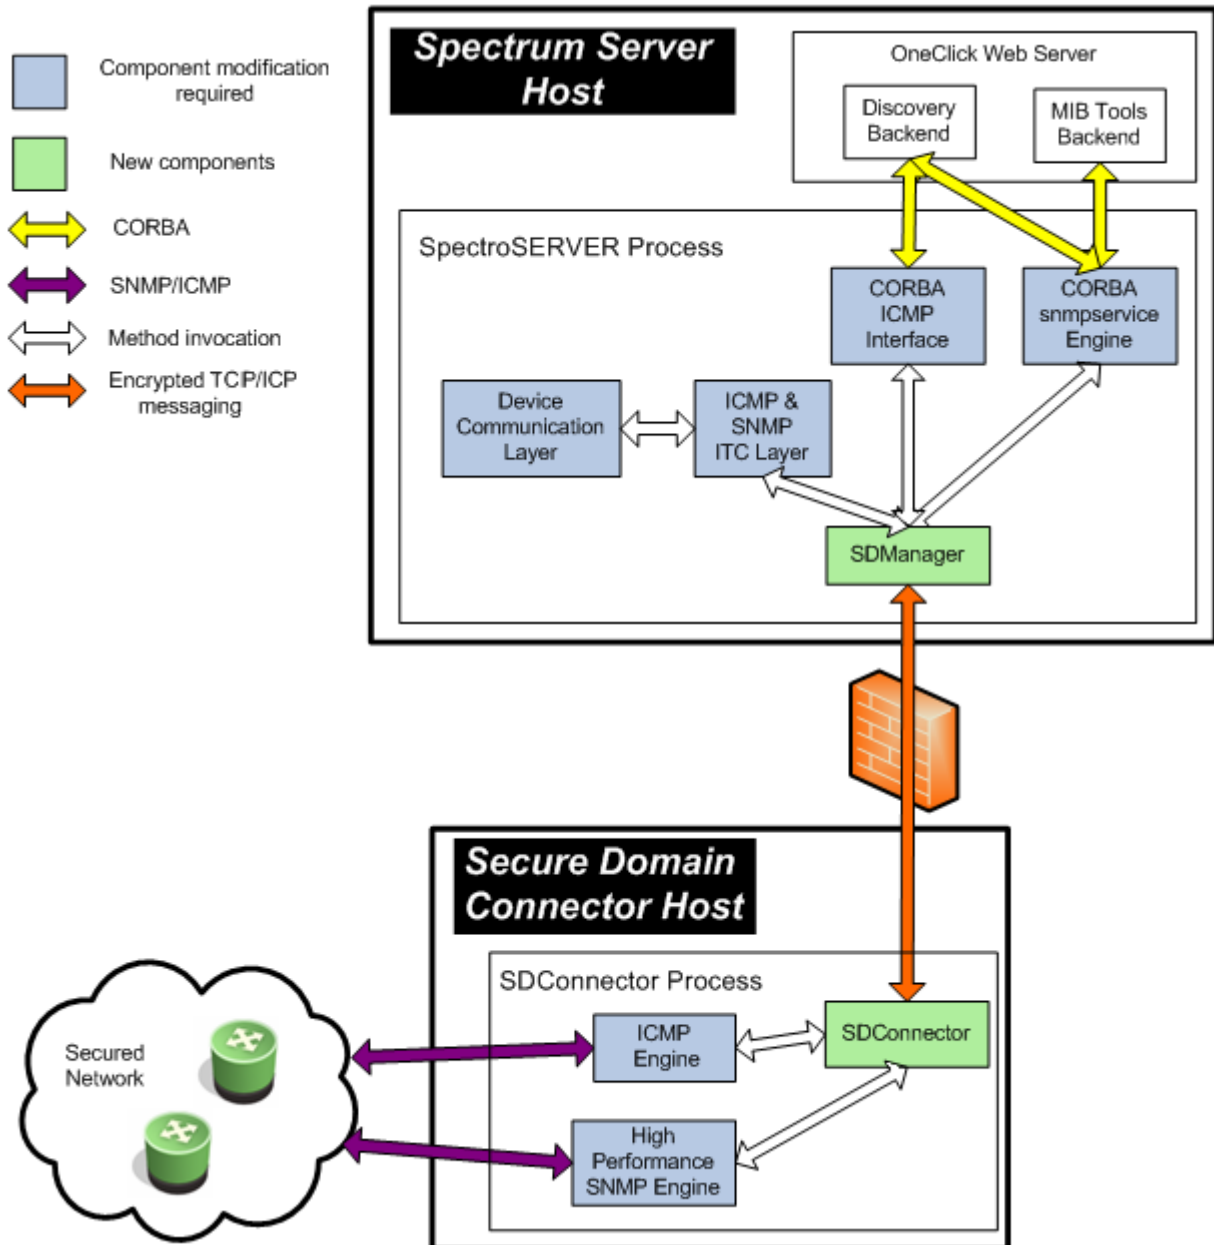 Component modification
required
New components
CORBA
SNMP/ICMP
Method invocation
Encrypted TCIP/ICP
messaging
Spectrum Server
Host
OneClick Web Server
Discovery
Backend
MIB Tools
Backend
SpectroSERVER Process
CORBA
ICMP
Interface
CORBA
snmpservice
Engine
Device
Communication
Layer
ICMP &
SNMP
ITC Layer
SDManager
Secure Domain
Connector Host
SDConnector Process
ICMP
Engine
SDConnector
High
Performance
SNMP Engine
Secured
Network